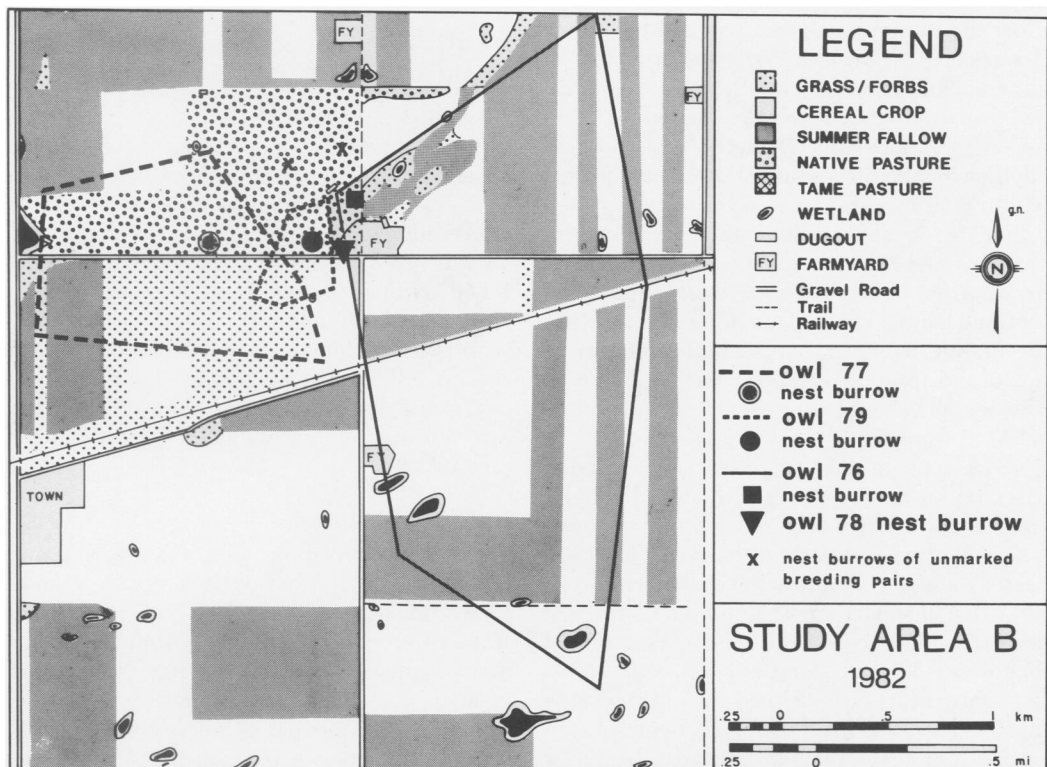 FY
FY
FY
FY
TOWN
LEGEND
GRASS/FORBS
CEREAL CROP
SUMMER FALLOW
NATIVE PASTURE
TAME PASTURE
WETLAND
DUGOUT
FY FARMYARD
Gravel Road
Trail
Railway
g.n.
N
owl 77
nest burrow
owl 79
nest burrow
owl 76
nest burrow
owl 78 nest burrow
x nest burrows of unmarked
breeding pairs
STUDY AREA B
1982
.25 0 .5 1 km
.25 0 .5 mi